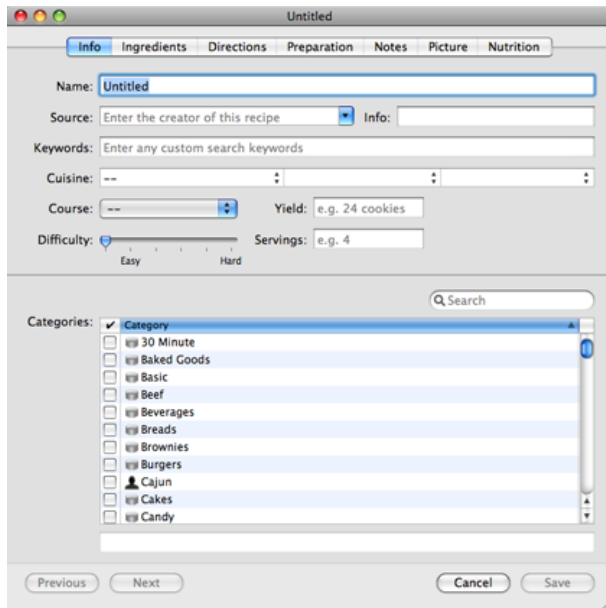 Untitled
Info Ingredients Directions Preparation Notes Picture Nutrition
Name: Untitled
Source: Enter the creator of this recipe Info:
Keywords: Enter any custom search keywords
Cuisine: --
Course: -- Yield: e.g. 24 cookies
Difficulty: Servings: e.g. 4
Easy Hard
Search
Categories: ✔ Category
30 Minute
Baked Goods
Basic
Beef
Beverages
Breads
Brownies
Burgers
Cajun
Cakes
Candy
Previous Next Cancel Save